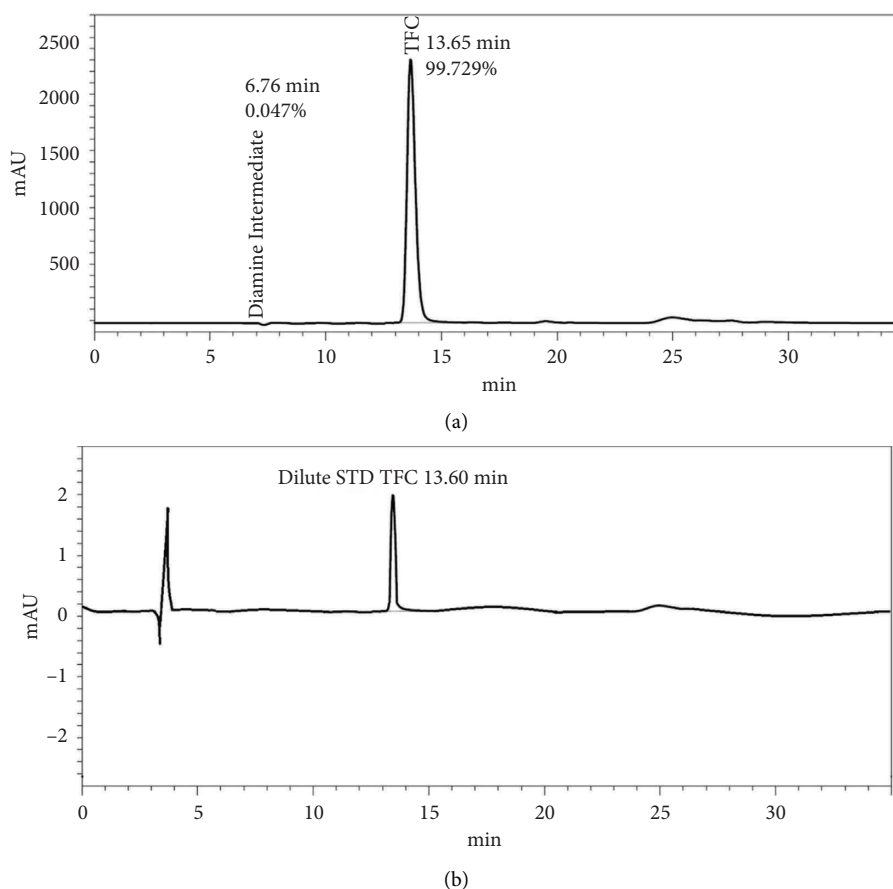 2500
2000
1500
1000
500
mAU
6.76 min
0.047%
Diamine Intermediate
TFC
13.65 min
99.729%
0 5 10 15 20 25 30
min
(a)
2
1
0
−1
−2
mAU
Dilute STD TFC 13.60 min
0 5 10 15 20 25 30
min
(b)